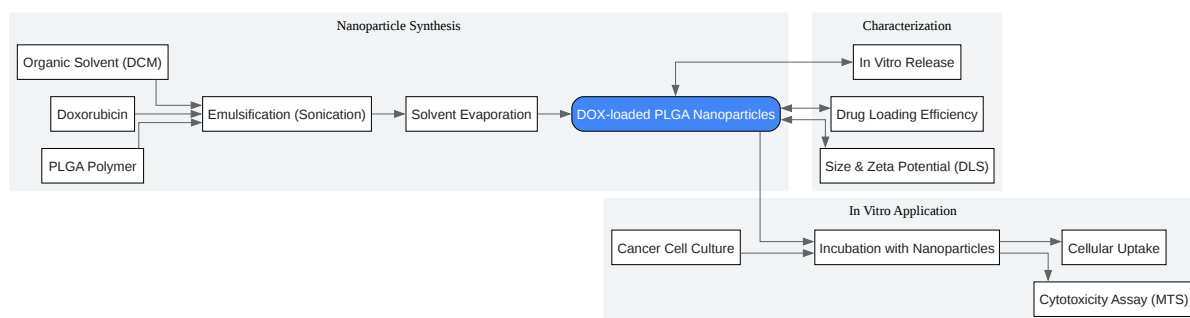 Nanoparticle Synthesis
Organic Solvent (DCM)
Doxorubicin
PLGA Polymer
Emulsification (Sonication)
Solvent Evaporation
DOX-loaded PLGA Nanoparticles
Characterization
In Vitro Release
Drug Loading Efficiency
Size & Zeta Potential (DLS)
In Vitro Application
Cancer Cell Culture
Incubation with Nanoparticles
Cellular Uptake
Cytotoxicity Assay (MTS)